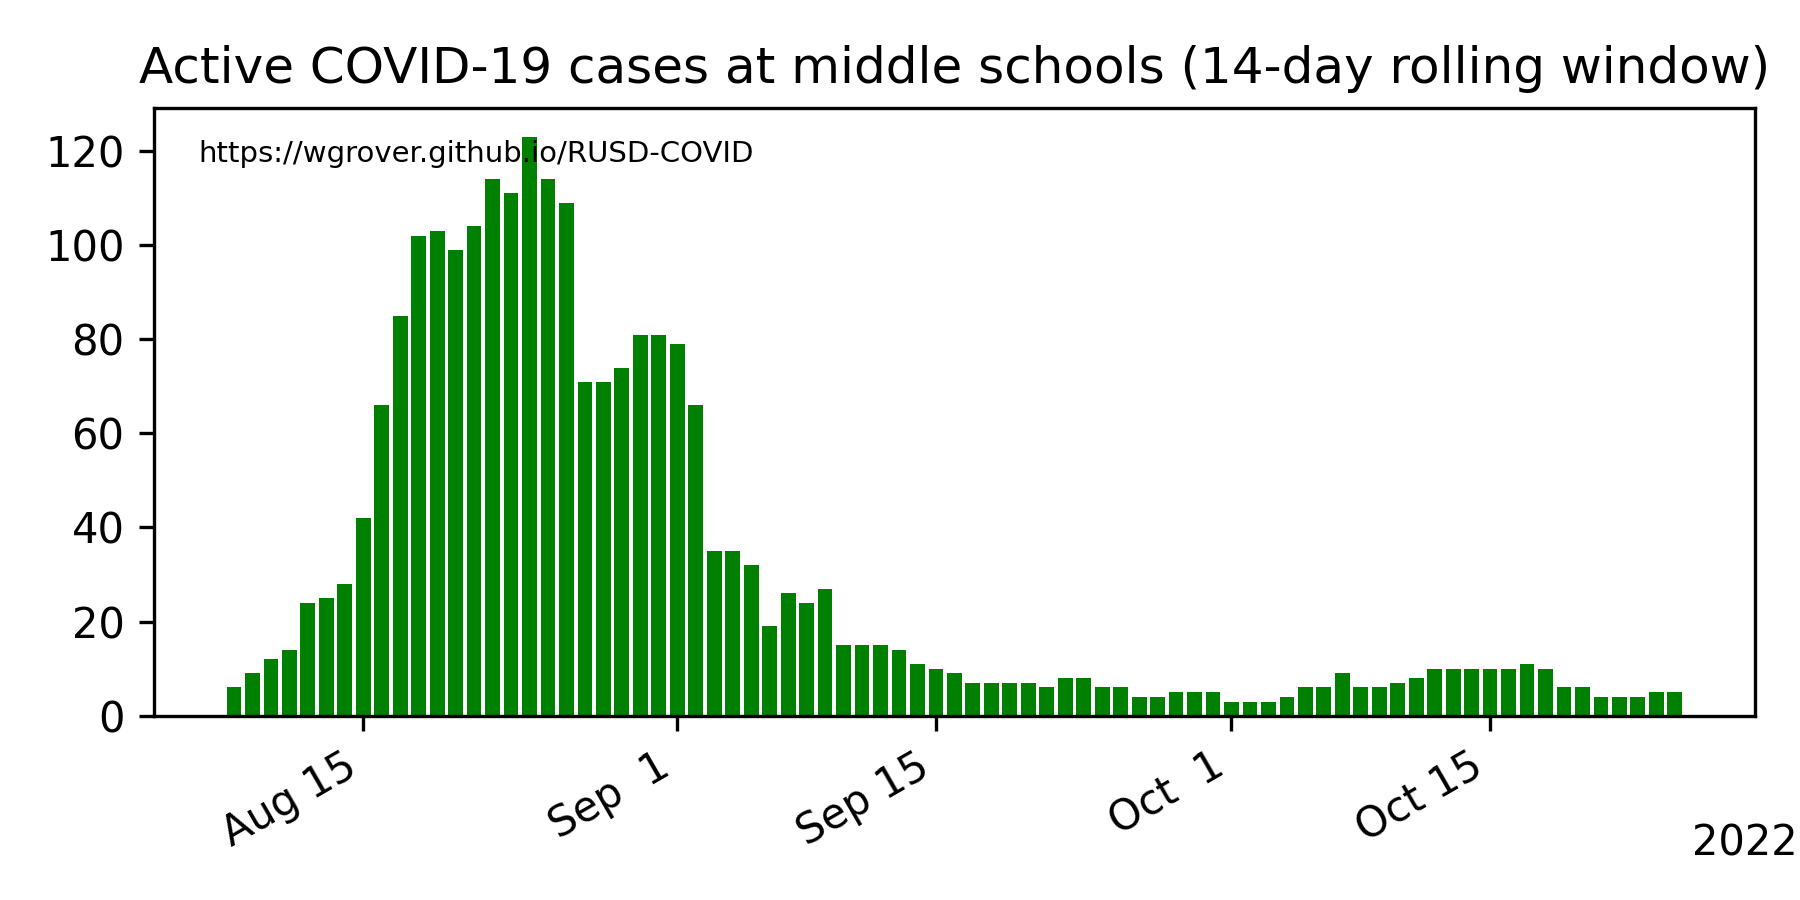 Active COVID-19 cases at middle schools (14-day rolling window)
https://wgrover.github.io/RUSD-COVID
120
100
80
60
40
20
0
Aug 15
Sep 1
Sep 15
Oct 1
Oct 15
2022